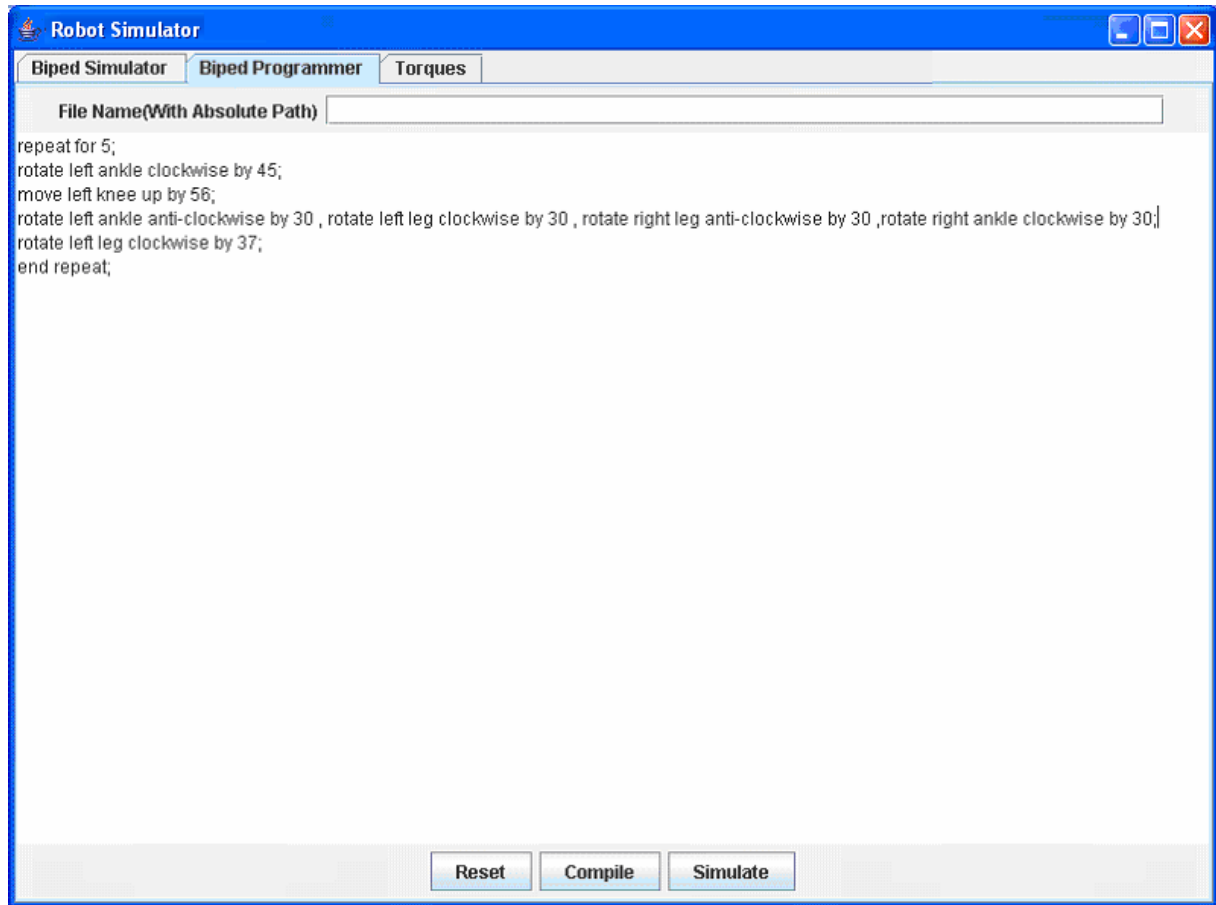 Robot Simulator
Biped Simulator Biped Programmer Torques
File Name(With Absolute Path)
repeat for 5;
rotate left ankle clockwise by 45;
move left knee up by 56;
rotate left ankle anti-clockwise by 30 , rotate left leg clockwise by 30 , rotate right leg anti-clockwise by 30 ,rotate right ankle clockwise by 30;
rotate left leg clockwise by 37;
end repeat;
Reset Compile Simulate